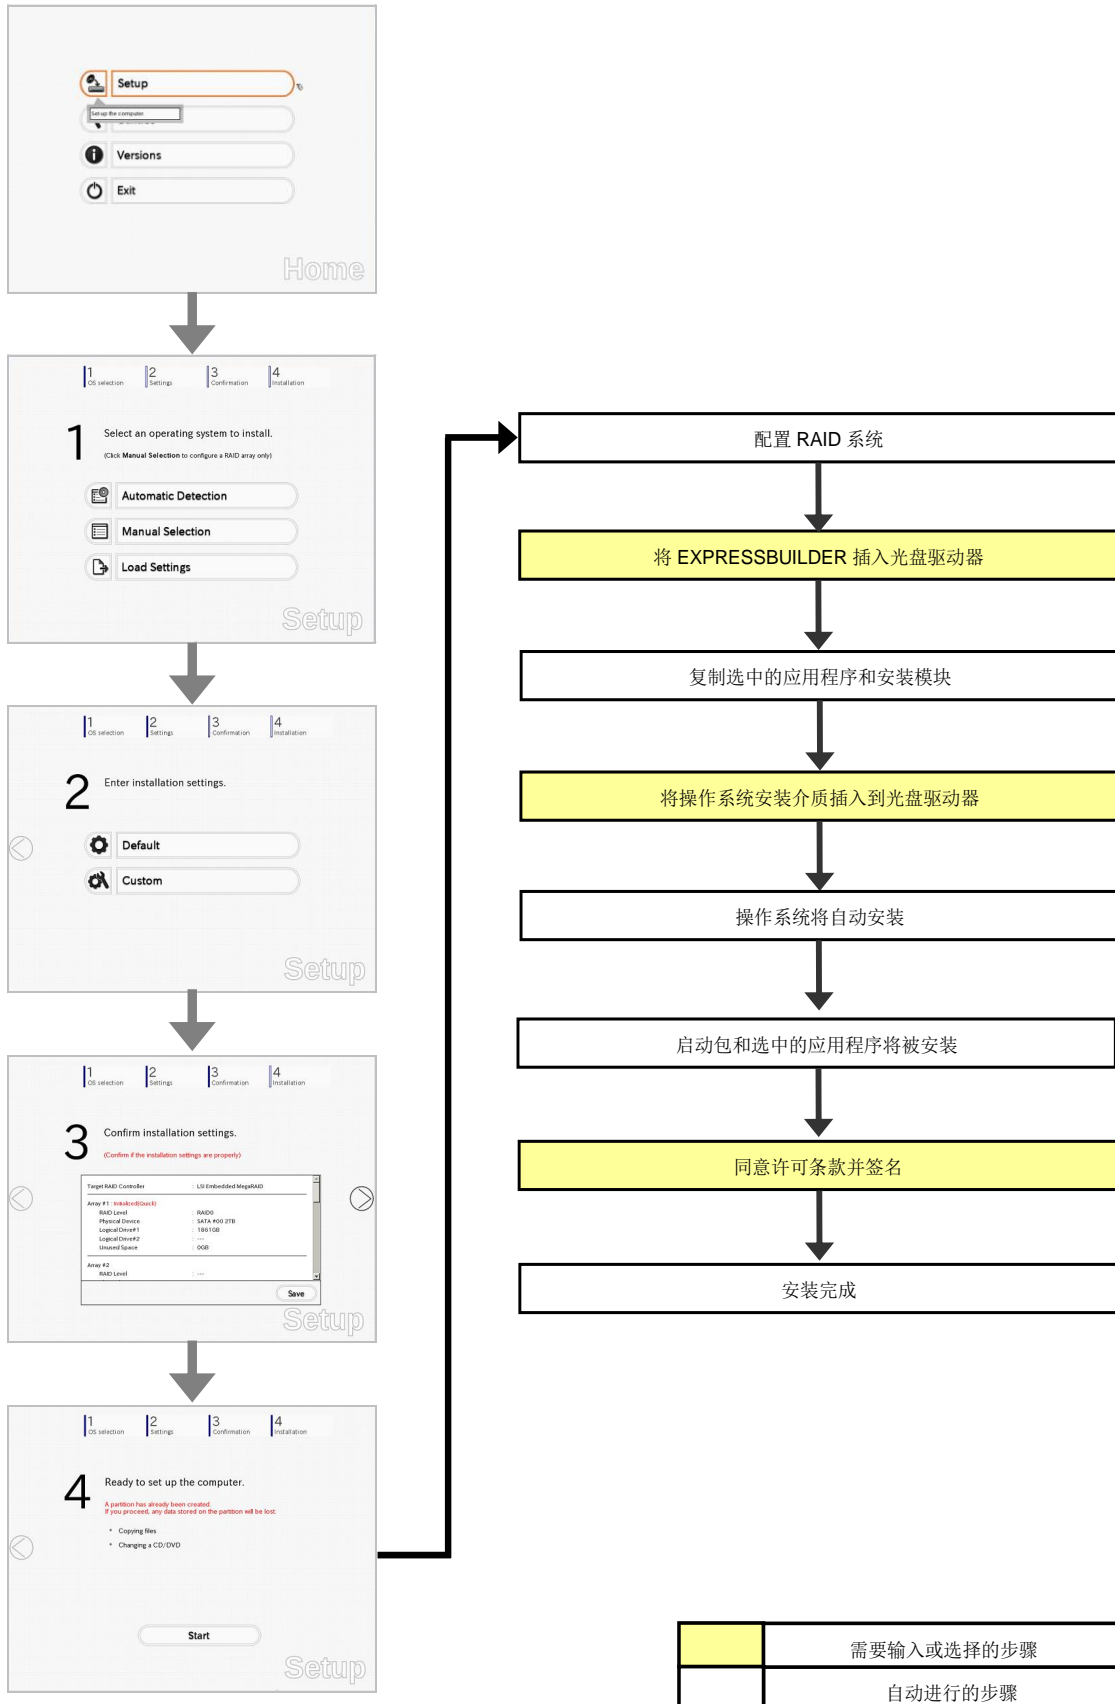 Setup
Set up the computer
Versions
Exit
Home
1 OS selection
2 Settings
3 Confirmation
4 Installation
1
Select an operating system to install.
(Click Manual Selection to configure a RAID array only)
Automatic Detection
Manual Selection
Load Settings
Setup
1 OS selection
2 Settings
3 Confirmation
4 Installation
2
Enter installation settings.
Default
Custom
Setup
1 OS selection
2 Settings
3 Confirmation
4 Installation
3
Confirm installation settings.
(Confirm if the installation settings are properly)
Target RAID Controller : LSI Embedded MegaRAID
Array #1 : Initialized(Quick)
RAID Level : RAID0
Physical Device : SATA #00 2TB
Logical Drive#1 : 1861GB
Logical Drive#2 : ---
Unused Space : 0GB
Array #2
RAID Level : ---
Save
Setup
1 OS selection
2 Settings
3 Confirmation
4 Installation
4
Ready to set up the computer.
A partition has already been created.
If you proceed, any data stored on the partition will be lost.
* Copying files
* Changing a CD/DVD
Start
Setup
配置 RAID 系统
将 EXPRESSBUILDER 插入光盘驱动器
复制选中的应用程序和安装模块
将操作系统安装介质插入到光盘驱动器
操作系统将自动安装
启动包和选中的应用程序将被安装
同意许可条款并签名
安装完成
需要输入或选择的步骤
自动进行的步骤